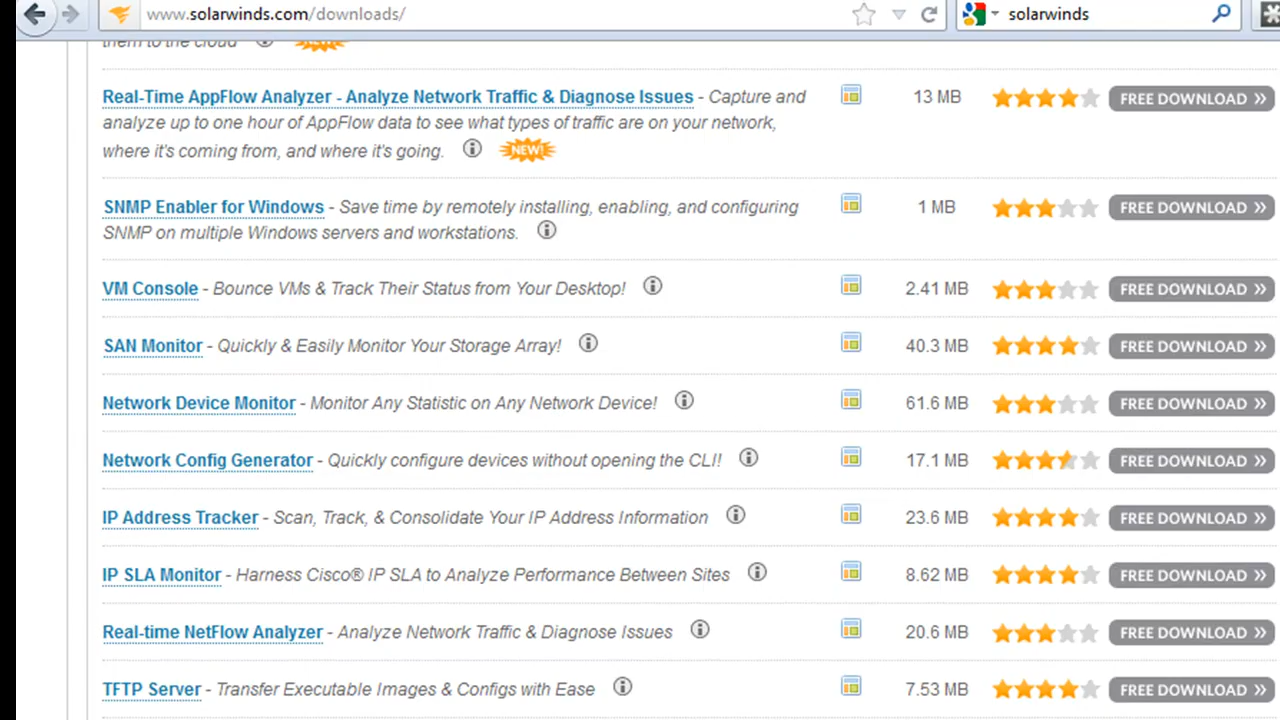 www.solarwinds.com/downloads/
solarwinds
them to the cloud
Real-Time AppFlow Analyzer - Analyze Network Traffic & Diagnose Issues - Capture and 13 MB FREE DOWNLOAD »
analyze up to one hour of AppFlow data to see what types of traffic are on your network,
where it's coming from, and where it's going. NEW!
SNMP Enabler for Windows - Save time by remotely installing, enabling, and configuring 1 MB FREE DOWNLOAD »
SNMP on multiple Windows servers and workstations.
VM Console - Bounce VMs & Track Their Status from Your Desktop! 2.41 MB FREE DOWNLOAD »
SAN Monitor - Quickly & Easily Monitor Your Storage Array! 40.3 MB FREE DOWNLOAD »
Network Device Monitor - Monitor Any Statistic on Any Network Device! 61.6 MB FREE DOWNLOAD »
Network Config Generator - Quickly configure devices without opening the CLI! 17.1 MB FREE DOWNLOAD »
IP Address Tracker - Scan, Track, & Consolidate Your IP Address Information 23.6 MB FREE DOWNLOAD »
IP SLA Monitor - Harness Cisco® IP SLA to Analyze Performance Between Sites 8.62 MB FREE DOWNLOAD »
Real-time NetFlow Analyzer - Analyze Network Traffic & Diagnose Issues 20.6 MB FREE DOWNLOAD »
TFTP Server - Transfer Executable Images & Configs with Ease 7.53 MB FREE DOWNLOAD »